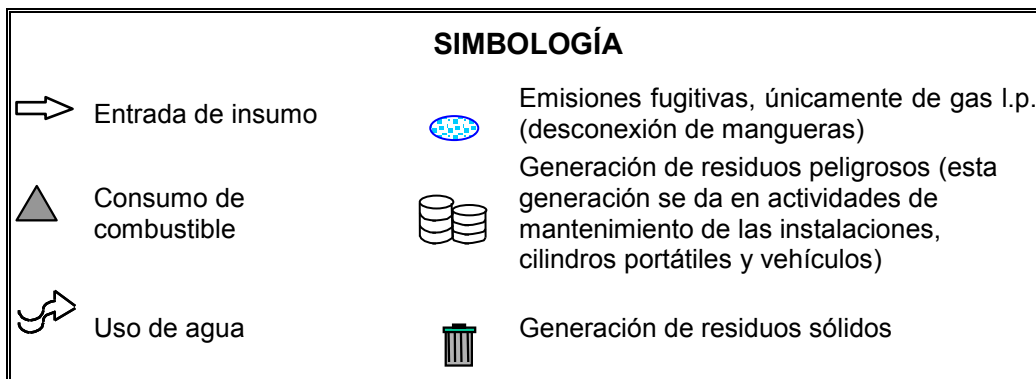 SIMBOLOGÍA
Entrada de insumo
Consumo de
combustible
Uso de agua
Emisiones fugitivas, únicamente de gas l.p.
(desconexión de mangueras)
Generación de residuos peligrosos (esta
generación se da en actividades de
mantenimiento de las instalaciones,
cilindros portátiles y vehículos)
Generación de residuos sólidos